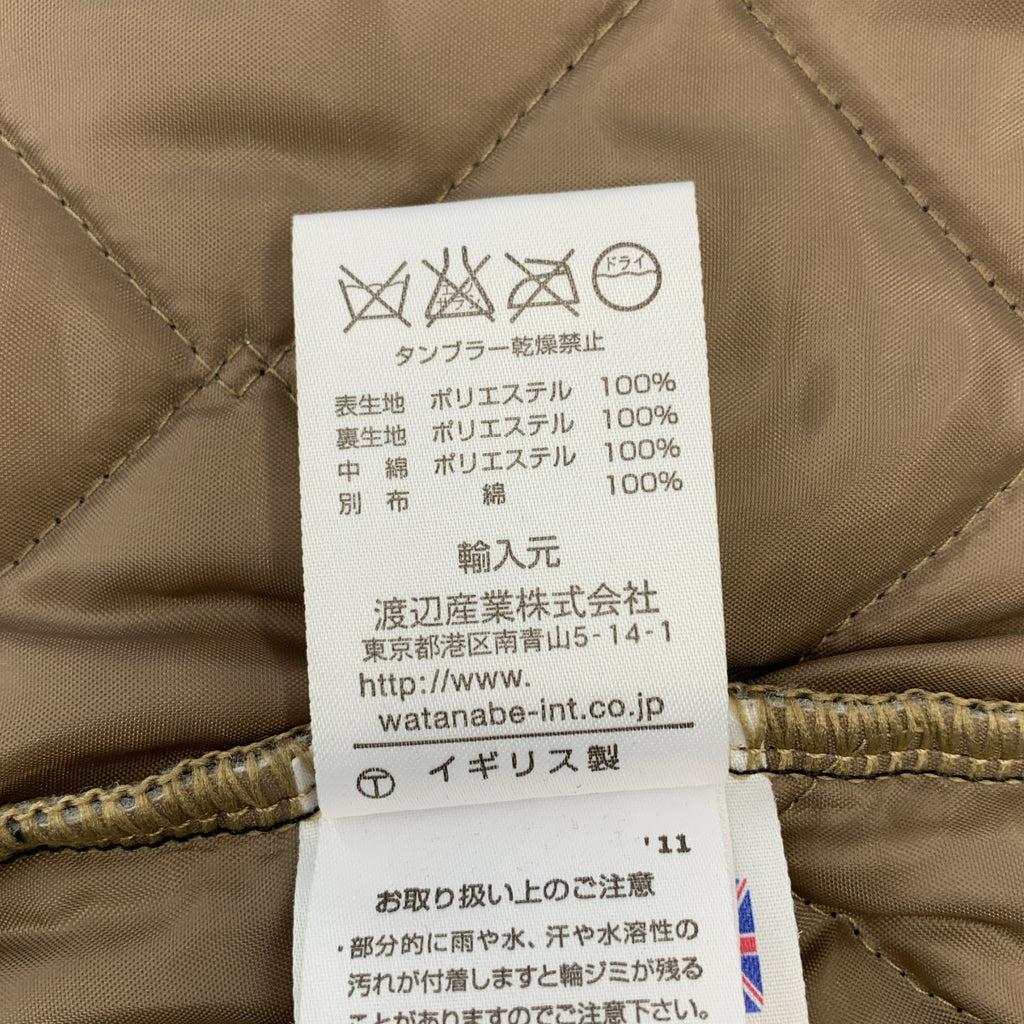 ドライ
タンブラー乾燥禁止
表生地 ポリエステル 100%
裏生地 ポリエステル 100%
中 綿 ポリエステル 100%
別 布 綿 100%
輸入元
渡辺産業株式会社
東京都港区南青山5-14-1
http://www.
watanabe-int.co.jp
Ⓣ イギリス製
'11
お取り扱い上のご注意
・部分的に雨や水、汗や水溶性の
汚れが付着しますと輪ジミが残る
ことがありますのでご注意下さい。